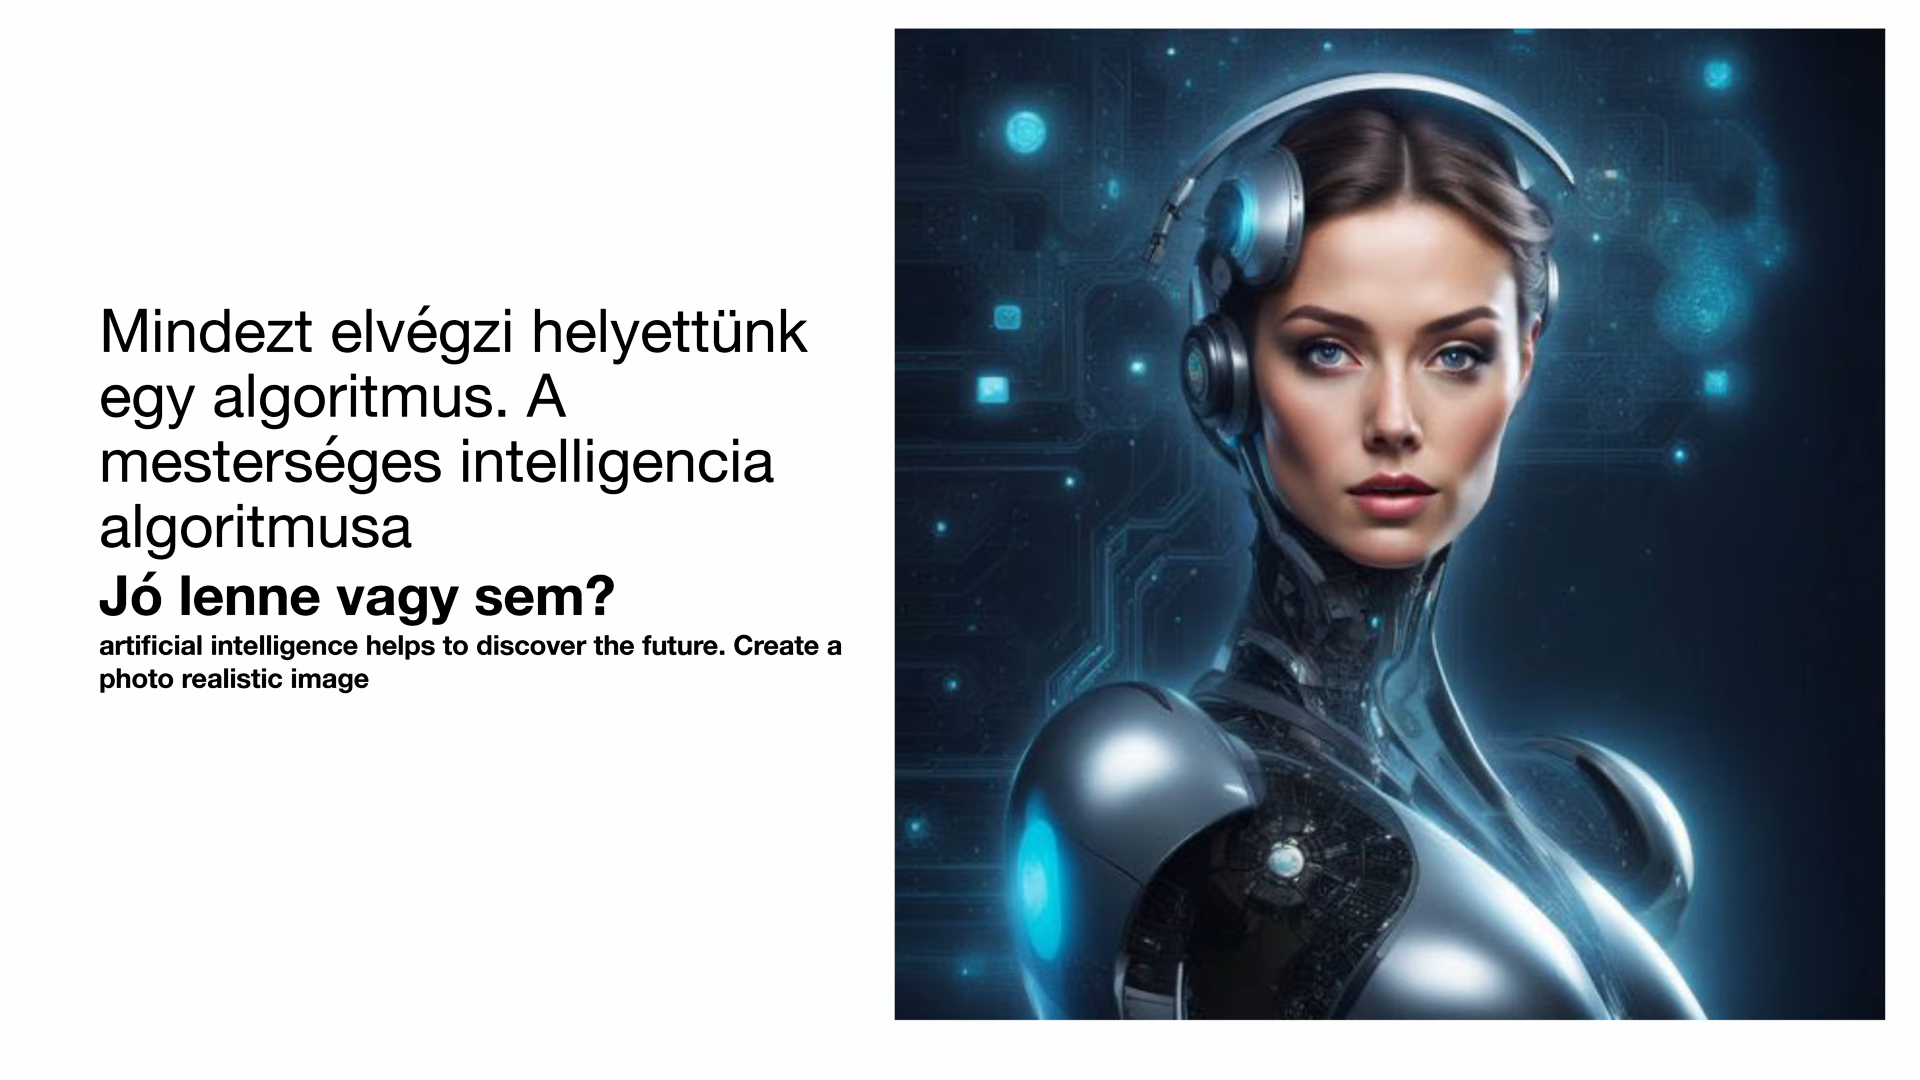 Mindezt elvégzi helyettünk
egy algoritmus. A
mesterséges intelligencia
algoritmusa
Jó lenne vagy sem?
artificial intelligence helps to discover the future. Create a
photo realistic image